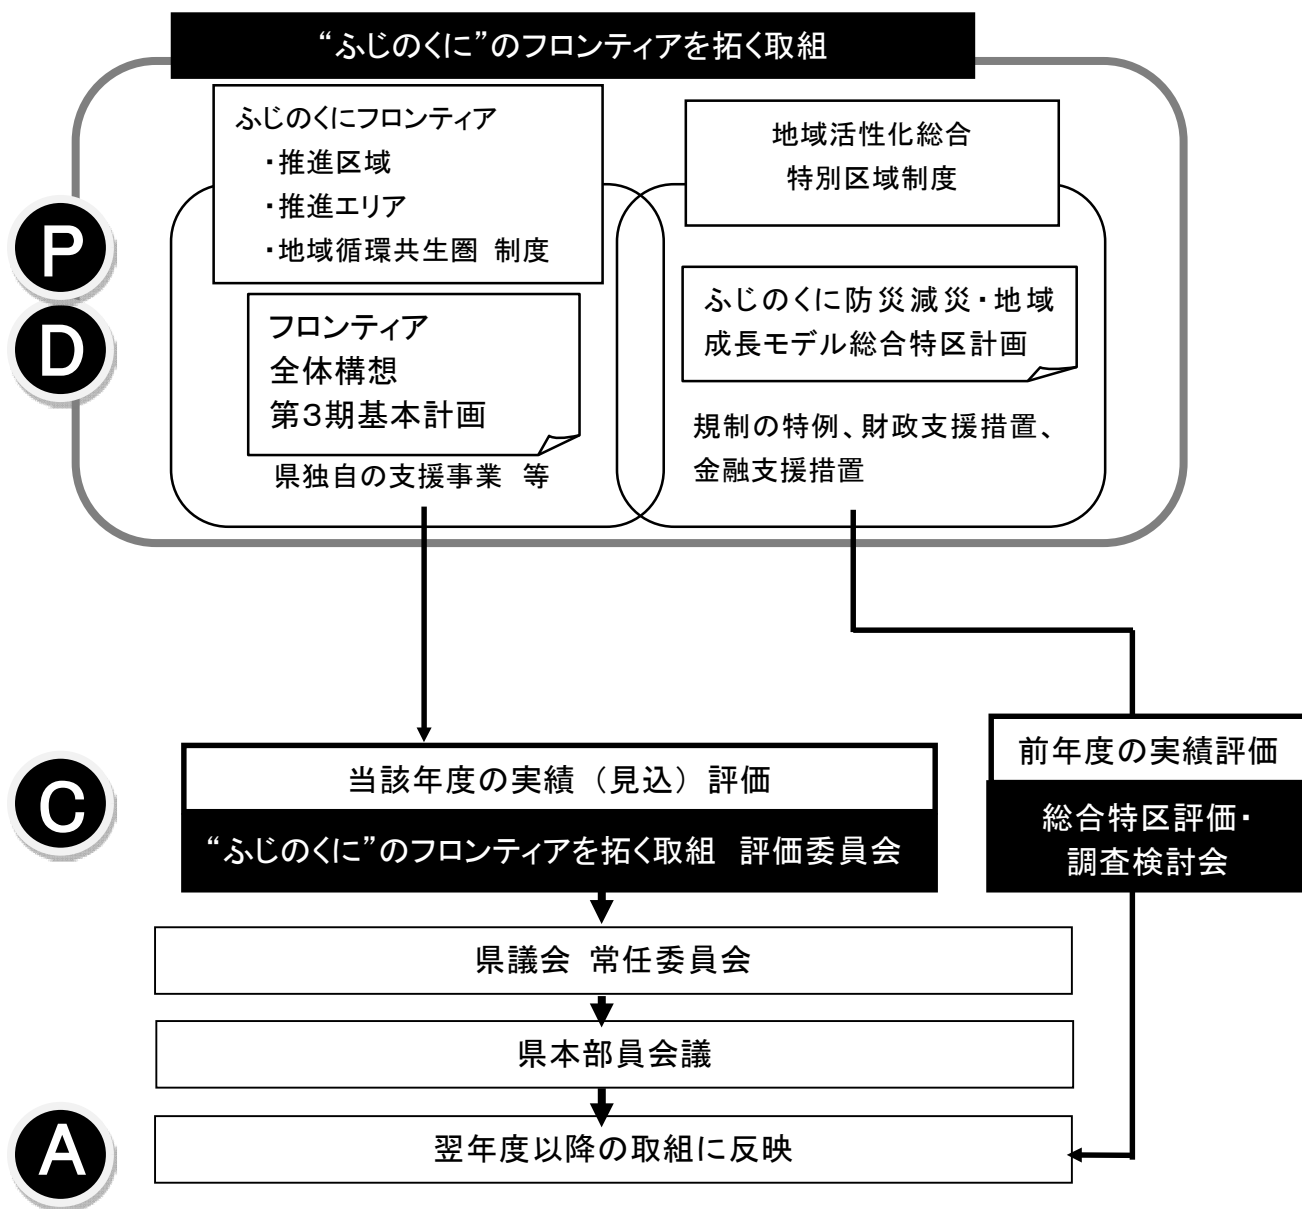 “ふじのくに”のフロンティアを拓く取組
P
D
ふじのくにフロンティア
・推進区域
・推進エリア
・地域循環共生圏 制度
フロンティア
全体構想
第3期基本計画
県独自の支援事業 等
地域活性化総合
特別区域制度
ふじのくに防災減災・地域
成長モデル総合特区計画
規制の特例、財政支援措置、
金融支援措置
C
当該年度の実績（見込）評価
“ふじのくに”のフロンティアを拓く取組 評価委員会
前年度の実績評価
総合特区評価・
調査検討会
県議会 常任委員会
県本部員会議
A
翌年度以降の取組に反映